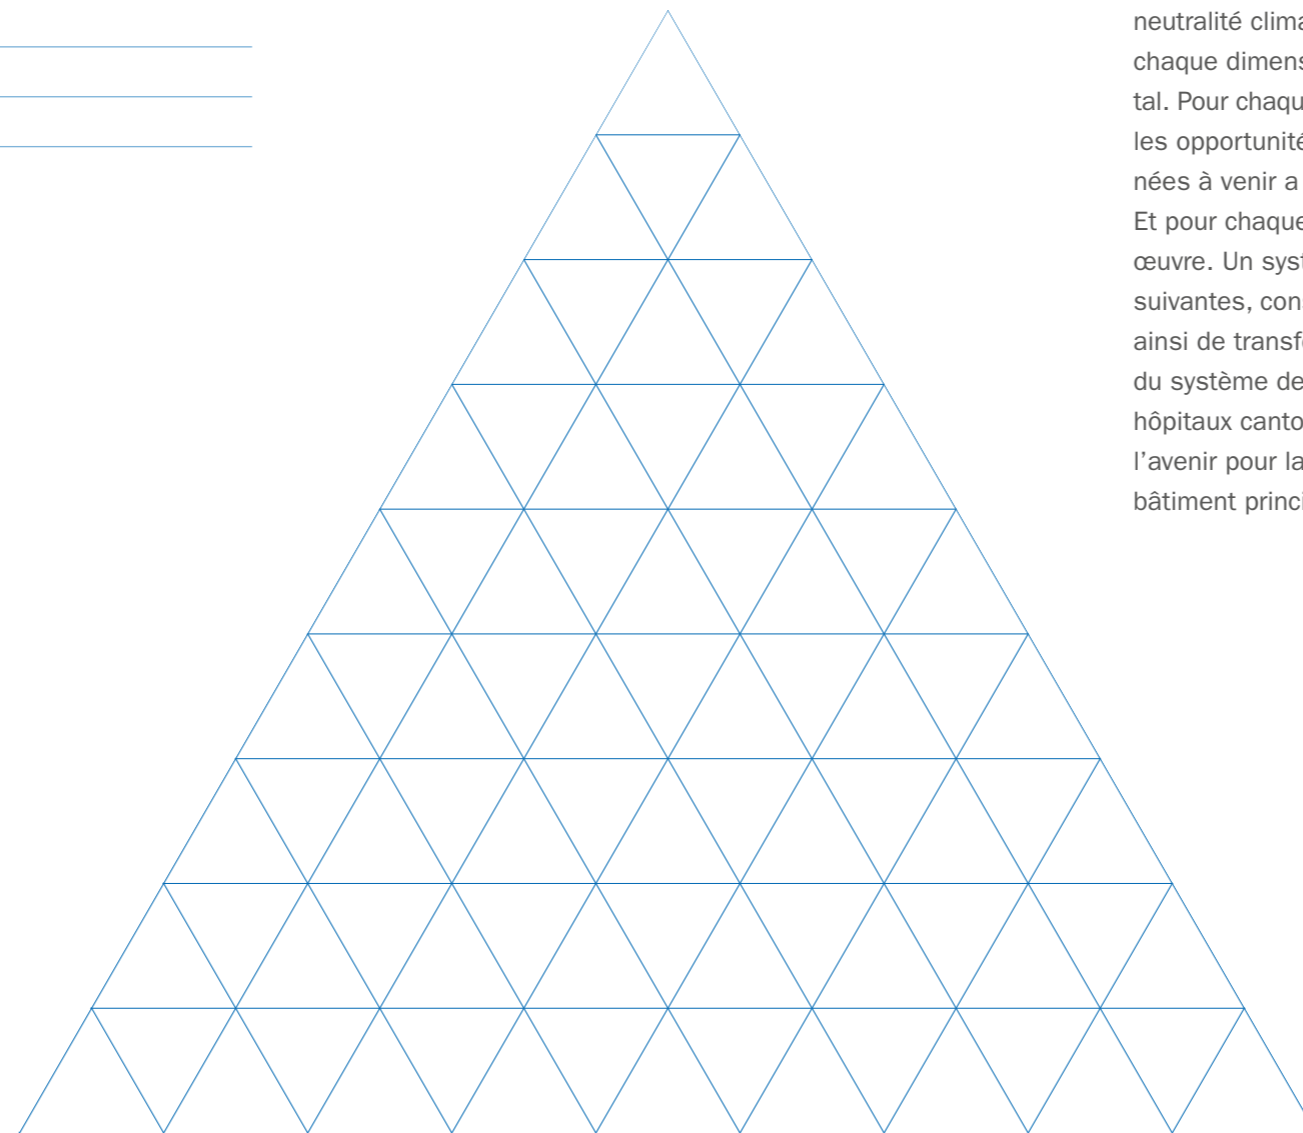 neutralité clima
chaque dimens
tal. Pour chaqu
les opportunité
nées à venir a
Et pour chaque
œuvre. Un syst
suivantes, con
ainsi de transf
du système de
hôpitaux canto
l’avenir pour la
bâtiment princi